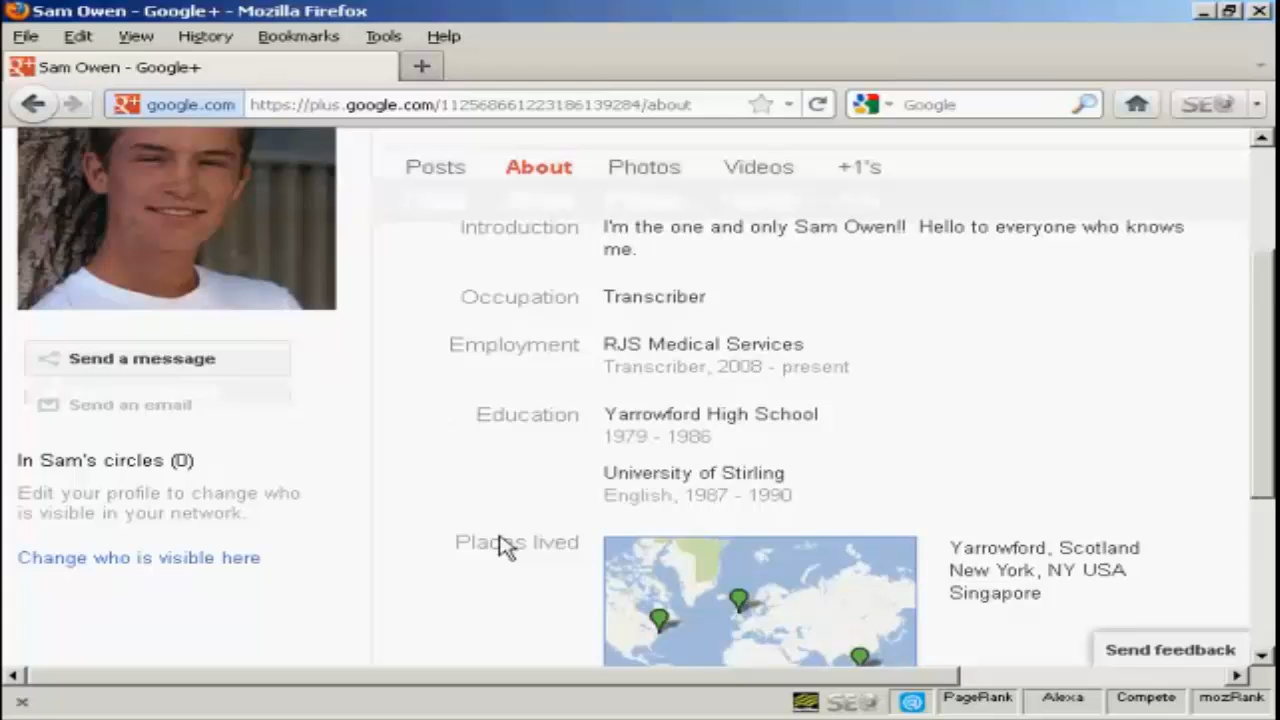 Sam Owen - Google+ - Mozilla Firefox
File Edit View History Bookmarks Tools Help
Sam Owen - Google+
google.com https://plus.google.com/112568661223186139284/about Google SEO
Posts About Photos Videos +1's
Introduction I'm the one and only Sam Owen!! Hello to everyone who knows
me.
Occupation Transcriber
Employment RJS Medical Services
Transcriber, 2008 - present
Send a message
Send an email
Education Yarrowford High School
1979 - 1986
In Sam's circles (0)
Edit your profile to change who
is visible in your network.
Change who is visible here
University of Stirling
English, 1987 - 1990
Places lived
Yarrowford, Scotland
New York, NY USA
Singapore
Send feedback
SEO PageRank Alexa Compete mozRank